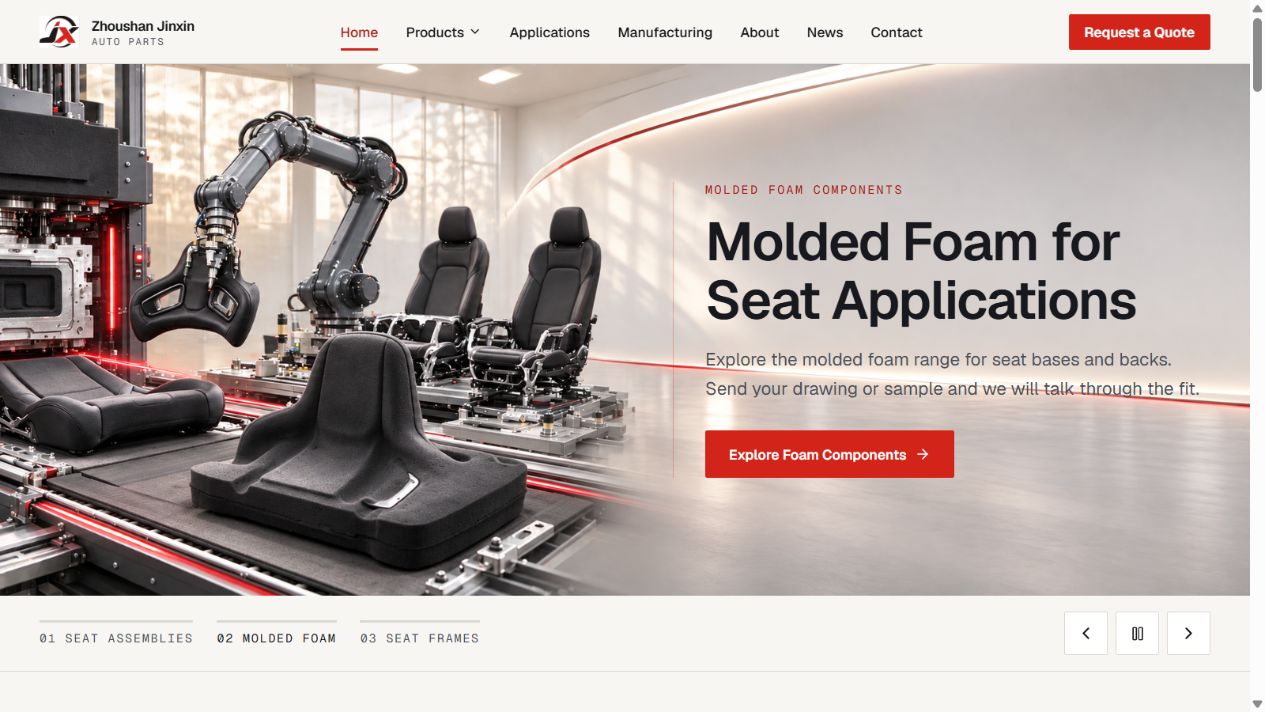 Zhoushan Jinxin
AUTO PARTS
Home
Products
Applications
Manufacturing
About
News
Contact
Request a Quote
MOLDED FOAM COMPONENTS
Molded Foam for
Seat Applications
Explore the molded foam range for seat bases and backs.
Send your drawing or sample and we will talk through the fit.
Explore Foam Components
01 SEAT ASSEMBLIES
02 MOLDED FOAM
03 SEAT FRAMES